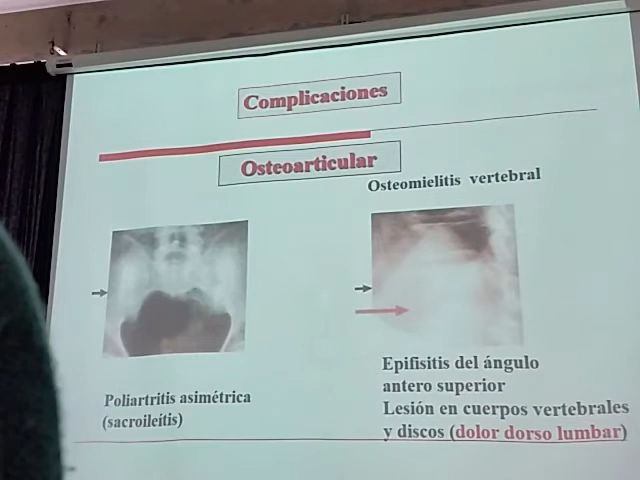 Complicaciones
Osteoarticular
Osteomielitis vertebral
Poliartritis asimétrica
(sacroileítis)
Epifisitis del ángulo
antero superior
Lesión en cuerpos vertebrales
y discos (dolor dorso lumbar)